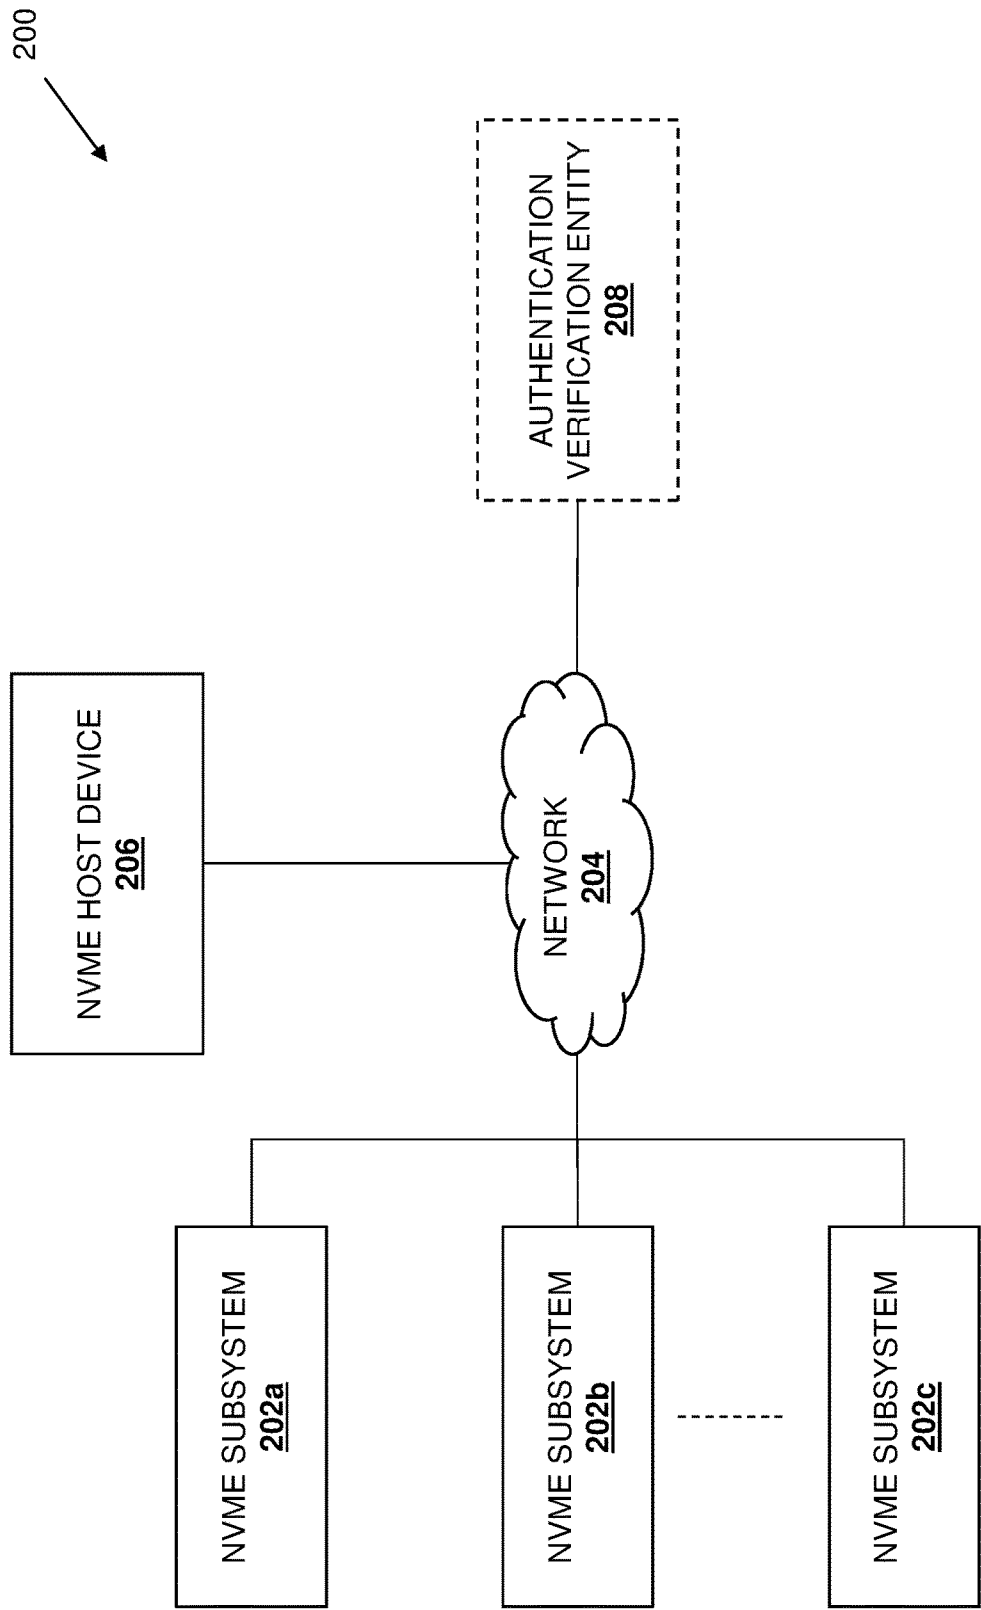 200
NVME HOST DEVICE
206
NVME SUBSYSTEM
202a
NVME SUBSYSTEM
202b
NVME SUBSYSTEM
202c
NETWORK
204
AUTHENTICATION
VERIFICATION ENTITY
208